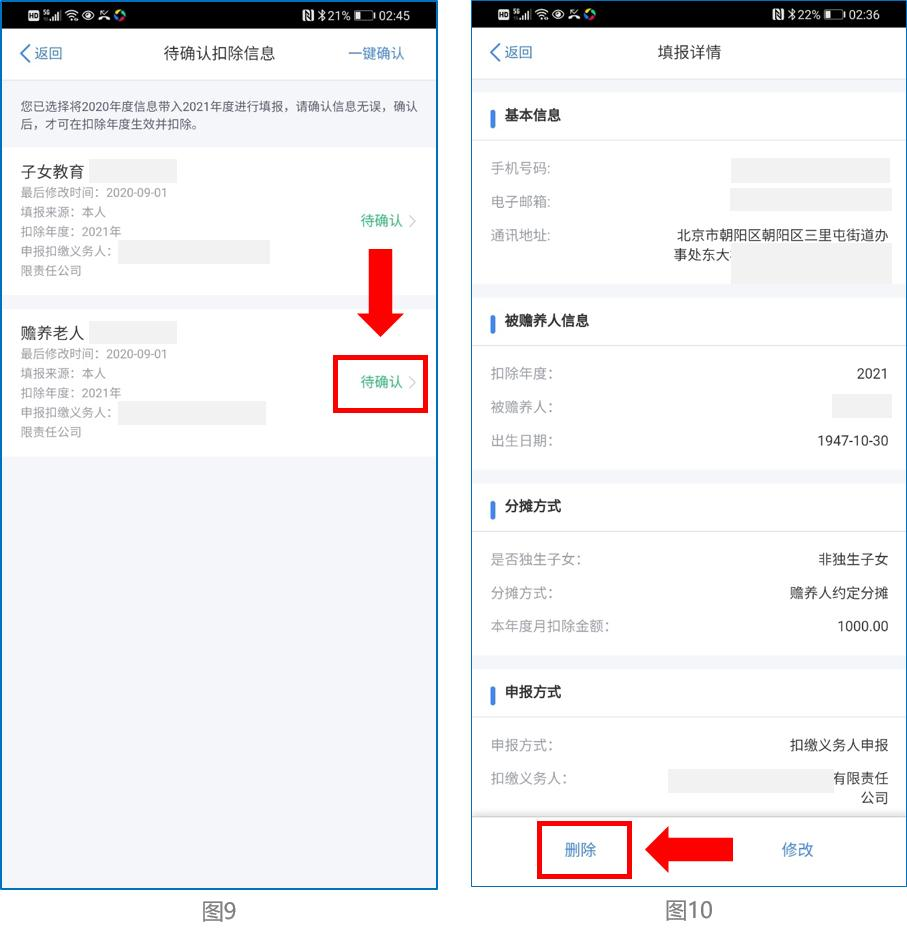 HD 5G 21% 02:45
返回
待确认扣除信息
一键确认
您已选择将2020年度信息带入2021年度进行填报，请确认信息无误，确认
后，才可在扣除年度生效并扣除。
子女教育
最后修改时间：2020-09-01
填报来源：本人
扣除年度：2021年
申报扣缴义务人：
限责任公司
待确认
赡养老人
最后修改时间：2020-09-01
填报来源：本人
扣除年度：2021年
申报扣缴义务人：
限责任公司
待确认
图9
HD 5G 22% 02:36
返回
填报详情
基本信息
手机号码:
电子邮箱:
通讯地址: 北京市朝阳区朝阳区三里屯街道办
事处东大
被赡养人信息
扣除年度： 2021
被赡养人：
出生日期： 1947-10-30
分摊方式
是否独生子女： 非独生子女
分摊方式： 赡养人约定分摊
本年度月扣除金额： 1000.00
申报方式
申报方式： 扣缴义务人申报
扣缴义务人： 有限责任
公司
删除
修改
图10